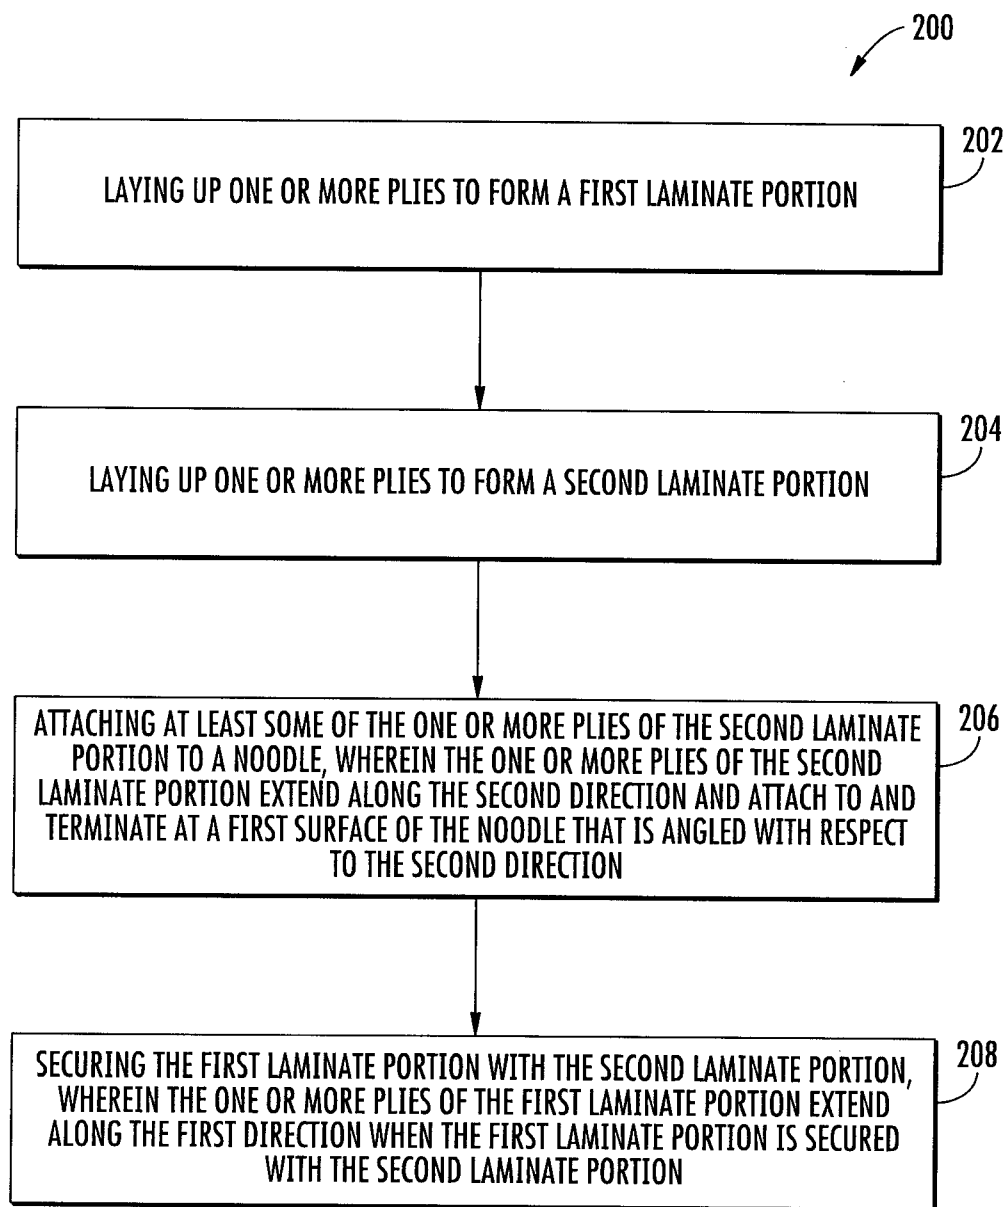 200
LAYING UP ONE OR MORE PLIES TO FORM A FIRST LAMINATE PORTION
202
LAYING UP ONE OR MORE PLIES TO FORM A SECOND LAMINATE PORTION
204
ATTACHING AT LEAST SOME OF THE ONE OR MORE PLIES OF THE SECOND LAMINATE
PORTION TO A NOODLE, WHEREIN THE ONE OR MORE PLIES OF THE SECOND
LAMINATE PORTION EXTEND ALONG THE SECOND DIRECTION AND ATTACH TO AND
TERMINATE AT A FIRST SURFACE OF THE NOODLE THAT IS ANGLED WITH RESPECT
TO THE SECOND DIRECTION
206
SECURING THE FIRST LAMINATE PORTION WITH THE SECOND LAMINATE PORTION,
WHEREIN THE ONE OR MORE PLIES OF THE FIRST LAMINATE PORTION EXTEND
ALONG THE FIRST DIRECTION WHEN THE FIRST LAMINATE PORTION IS SECURED
WITH THE SECOND LAMINATE PORTION
208